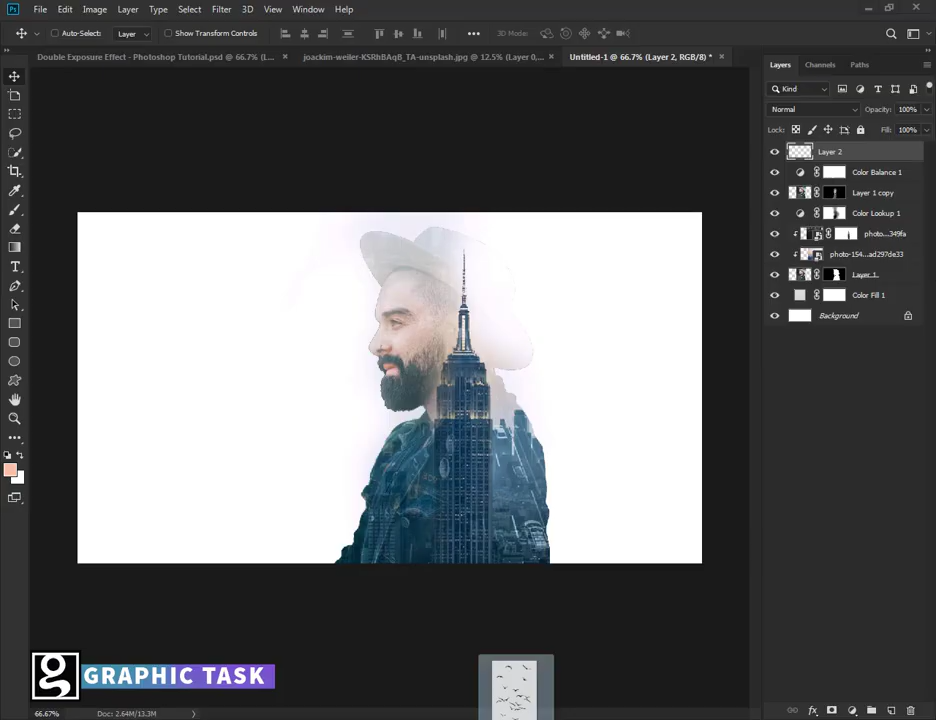 Ps File Edit Image Layer Type Select Filter 3D View Window Help
Auto-Select: Layer Show Transform Controls 3D Mode:
Double Exposure Effect - Photoshop Tutorial.psd @ 66.7% (L... × joackim-weiler-KSRhBAqB_TA-unsplash.jpg @ 12.5% (Layer 0,... × Untitled-1 @ 66.7% (Layer 2, RGB/8) * ×
Layers Channels Paths
Kind
Normal Opacity: 100%
Lock: Fill: 100%
Layer 2
Color Balance 1
Layer 1 copy
Color Lookup 1
photo...349fa
photo-154...ad297de33
Layer 1
Color Fill 1
Background
g GRAPHIC TASK
66.67% Doc: 2.64M/13.3M